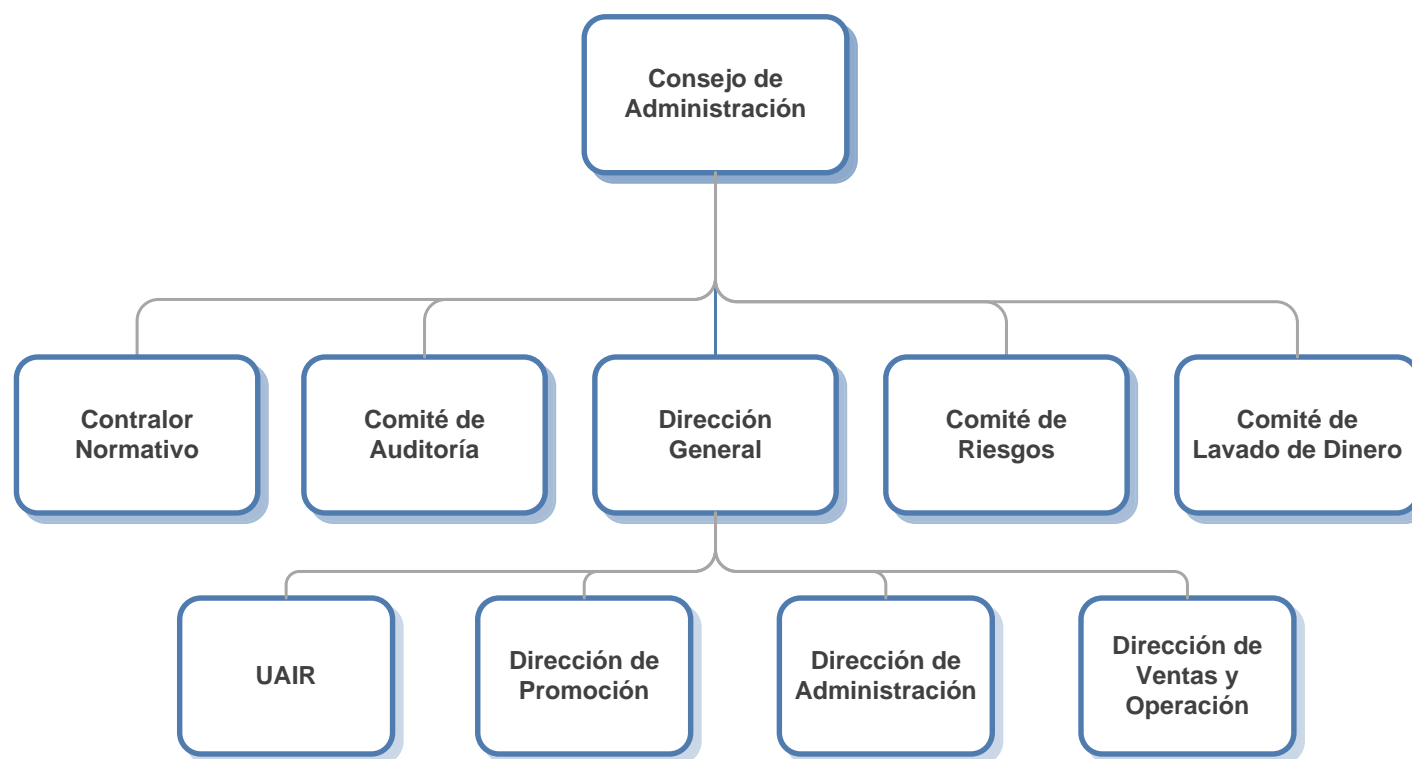 Consejo de
Administración
Contralor
Normativo
Comité de
Auditoría
Dirección
General
Comité de
Riesgos
Comité de
Lavado de Dinero
UAIR
Dirección de
Promoción
Dirección de
Administración
Dirección de
Ventas y
Operación